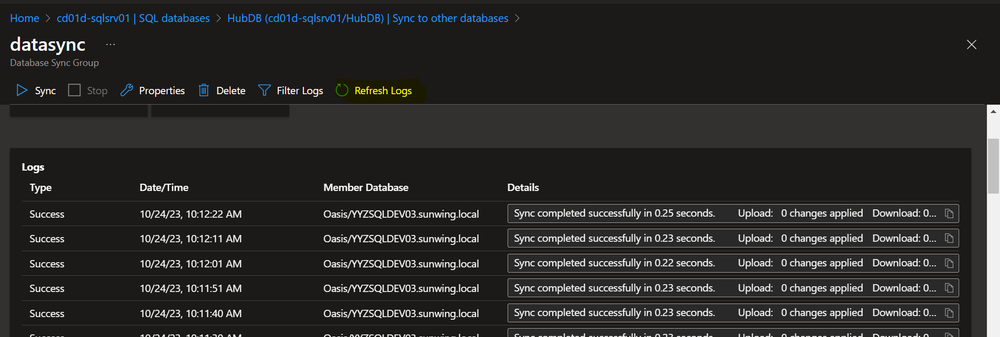 Home > cd01d-sqlsrv01 | SQL databases > HubDB (cd01d-sqlsrv01/HubDB) | Sync to other databases >
datasync ...
Database Sync Group
Sync Stop Properties Delete Filter Logs Refresh Logs
Logs
Type Date/Time Member Database Details
Success 10/24/23, 10:12:22 AM Oasis/YYZSQLDEV03.sunwing.local Sync completed successfully in 0.25 seconds. Upload: 0 changes applied Download: 0...
Success 10/24/23, 10:12:11 AM Oasis/YYZSQLDEV03.sunwing.local Sync completed successfully in 0.23 seconds. Upload: 0 changes applied Download: 0...
Success 10/24/23, 10:12:01 AM Oasis/YYZSQLDEV03.sunwing.local Sync completed successfully in 0.22 seconds. Upload: 0 changes applied Download: 0...
Success 10/24/23, 10:11:51 AM Oasis/YYZSQLDEV03.sunwing.local Sync completed successfully in 0.23 seconds. Upload: 0 changes applied Download: 0...
Success 10/24/23, 10:11:40 AM Oasis/YYZSQLDEV03.sunwing.local Sync completed successfully in 0.23 seconds. Upload: 0 changes applied Download: 0...